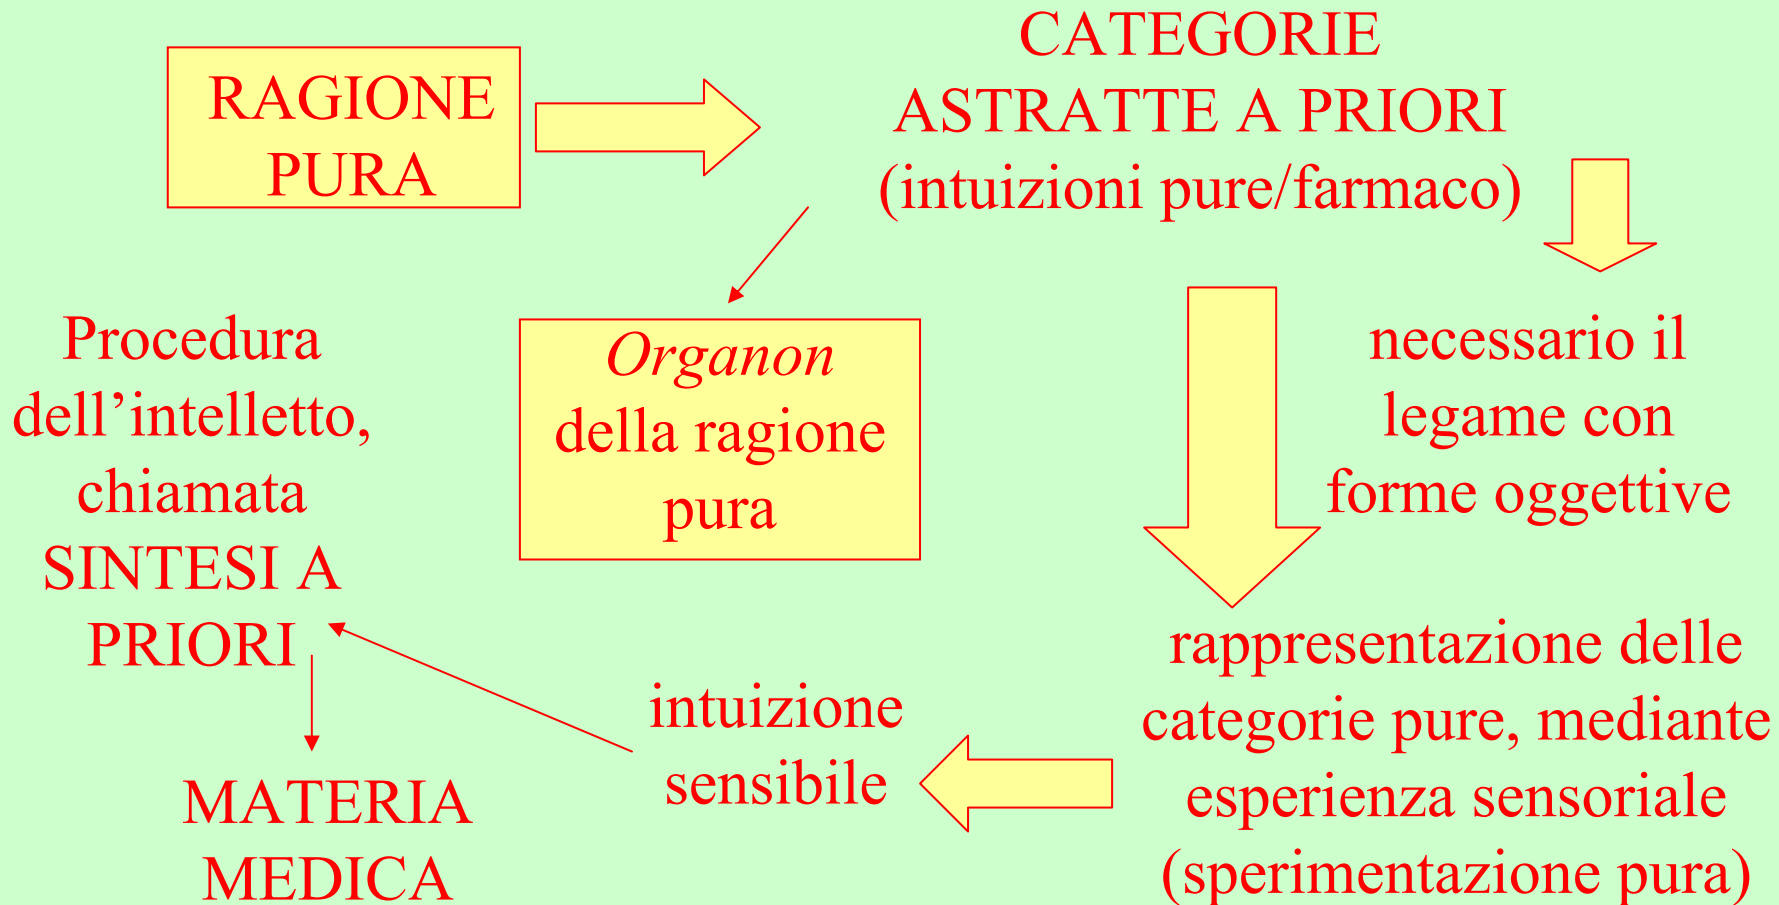 RAGIONE
PURA
CATEGORIE
ASTRATTE A PRIORI
(intuizioni pure/farmaco)
Organon
della ragione
pura
necessario il
legame con
forme oggettive
rappresentazione delle
categorie pure, mediante
esperienza sensoriale
(sperimentazione pura)
intuizione
sensibile
Procedura
dell’intelletto,
chiamata
SINTESI A
PRIORI
MATERIA
MEDICA